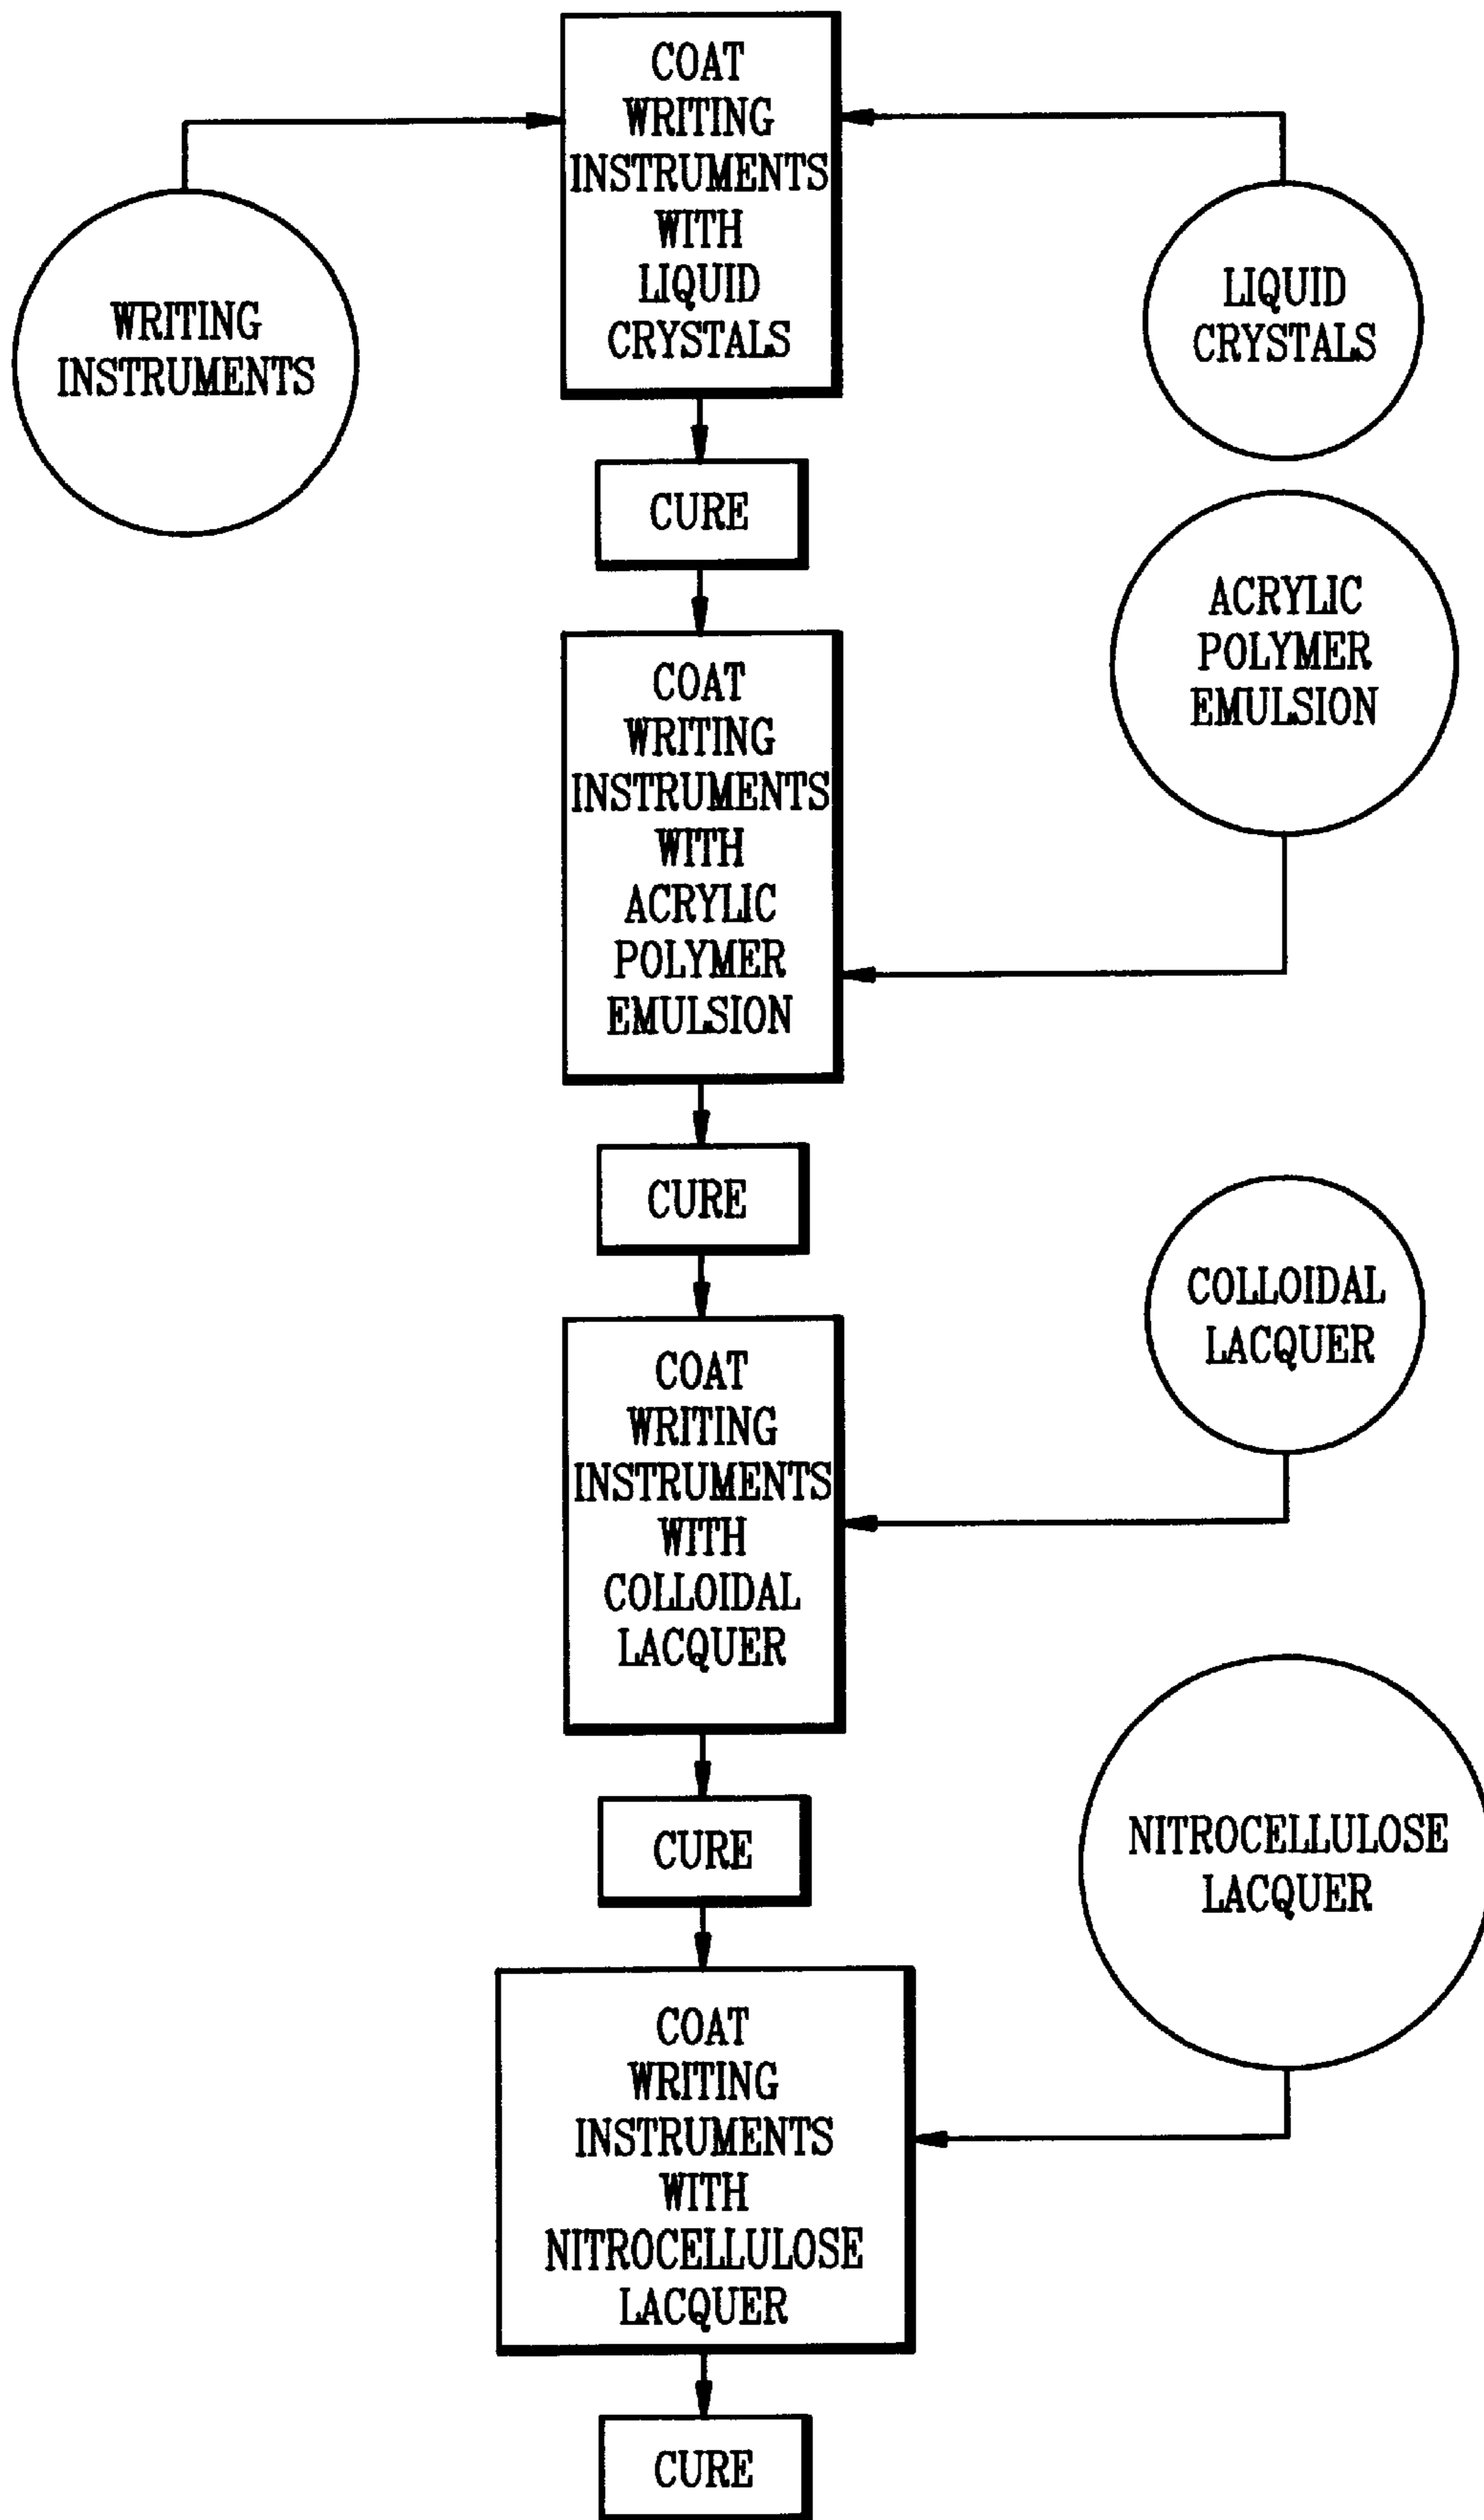 COAT
WRITING
INSTRUMENTS
WITH
LIQUID
CRYSTALS
WRITING
INSTRUMENTS
LIQUID
CRYSTALS
CURE
ACRYLIC
POLYMER
EMULSION
COAT
WRITING
INSTRUMENTS
WITH
ACRYLIC
POLYMER
EMULSION
CURE
COLLOIDAL
LACQUER
COAT
WRITING
INSTRUMENTS
WITH
COLLOIDAL
LACQUER
CURE
NITROCELLULOSE
LACQUER
COAT
WRITING
INSTRUMENTS
WITH
NITROCELLULOSE
LACQUER
CURE